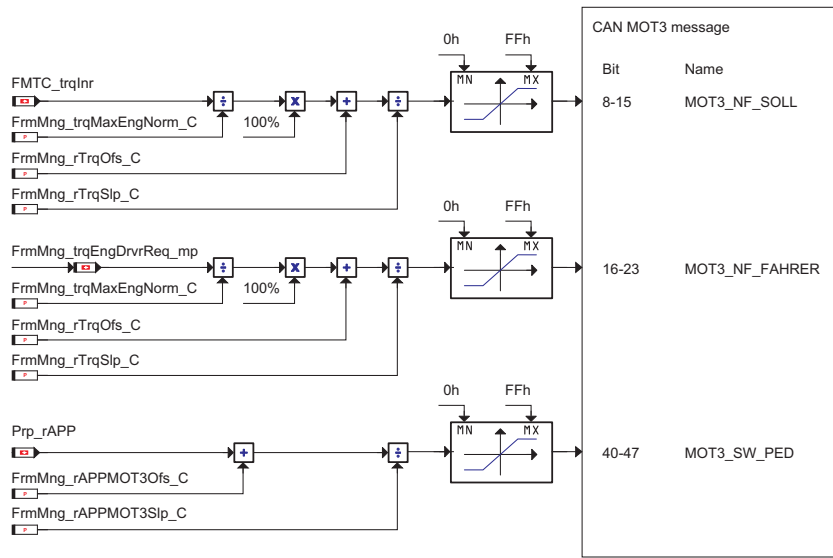 CAN MOT3 message
0h FFh
Bit Name
FMTC_trqInr
MN MX
8-15 MOT3_NF_SOLL
FrmMng_trqMaxEngNorm_C
100%
FrmMng_rTrqOfs_C
FrmMng_rTrqSlp_C
0h FFh
FrmMng_trqEngDrvrReq_mp
MN MX
16-23 MOT3_NF_FAHRER
FrmMng_trqMaxEngNorm_C
100%
FrmMng_rTrqOfs_C
FrmMng_rTrqSlp_C
0h FFh
Prp_rAPP
MN MX
40-47 MOT3_SW_PED
FrmMng_rAPPMOT3Ofs_C
FrmMng_rAPPMOT3Slp_C